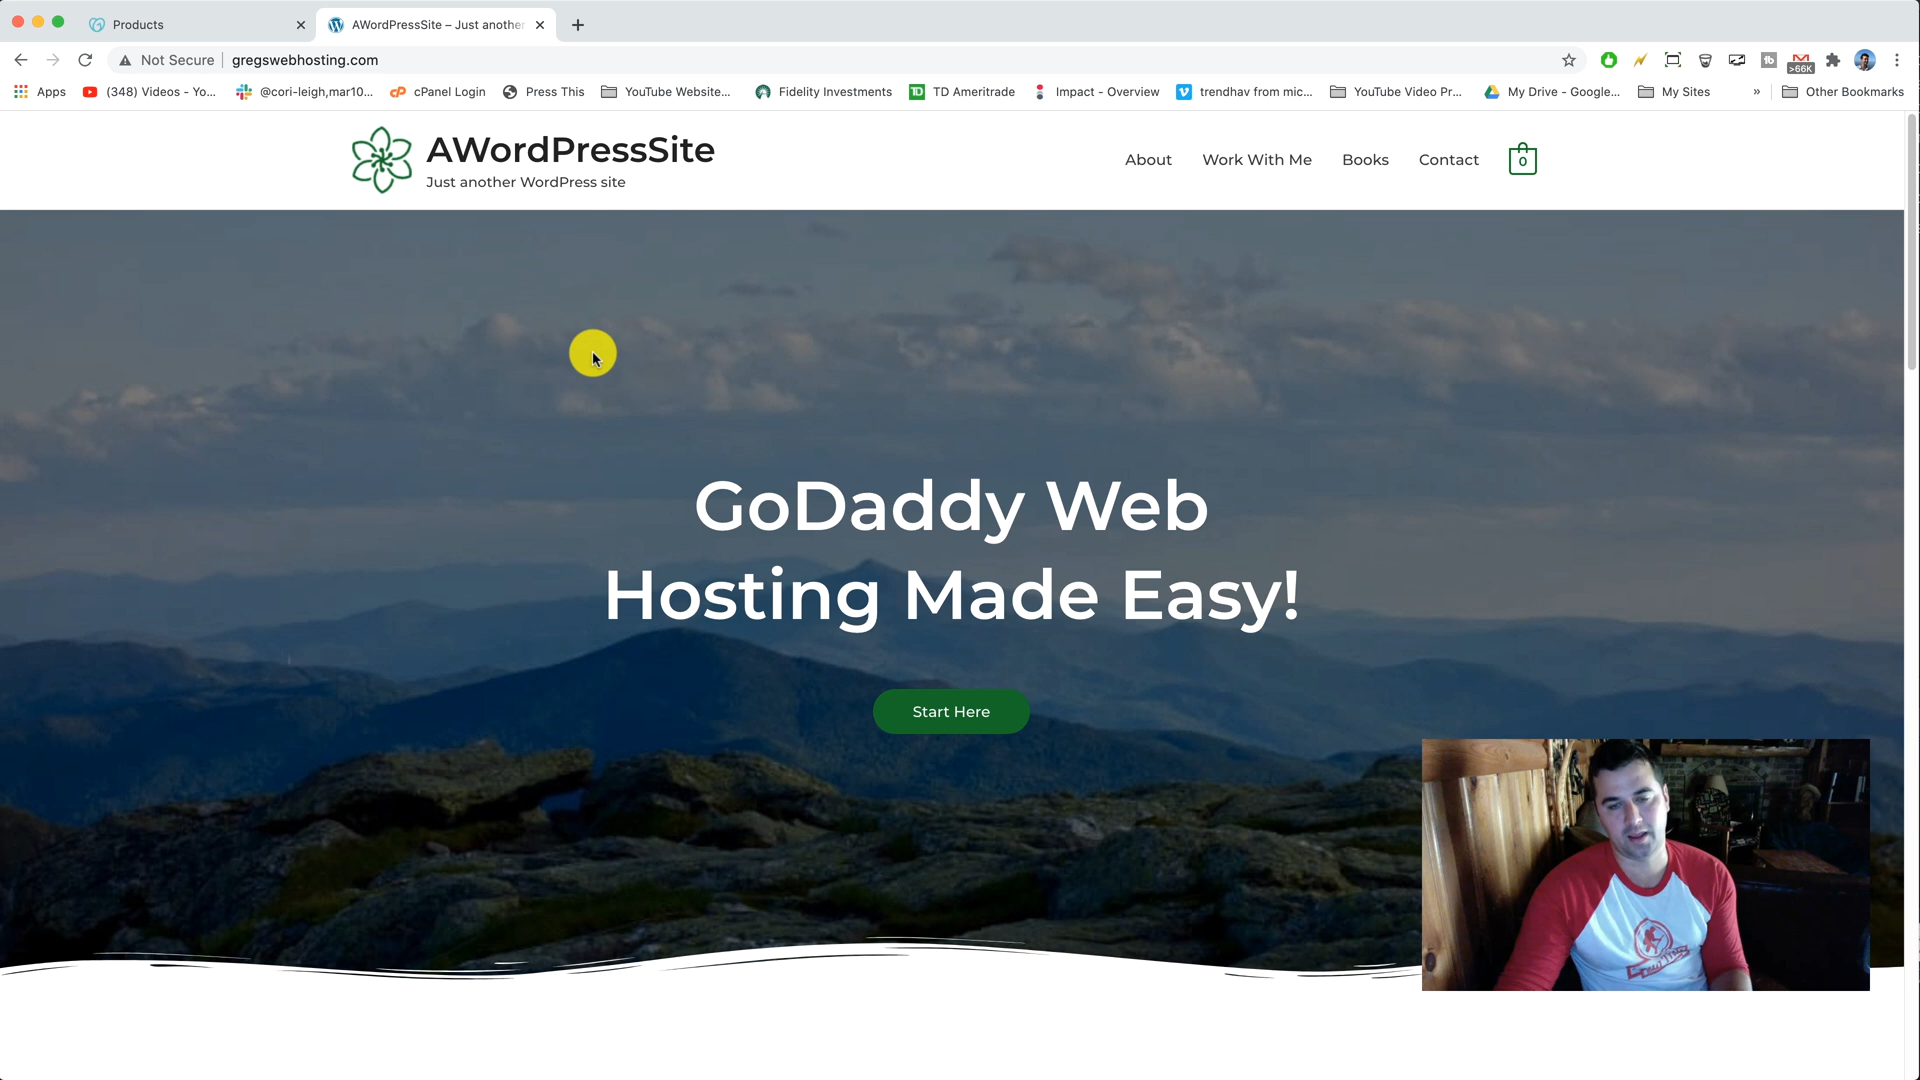 Products
AWordPressSite – Just another
Not Secure
gregswebhosting.com
>66K
Apps
(348) Videos - Yo...
@cori-leigh,mar10...
cPanel Login
Press This
YouTube Website...
Fidelity Investments
TD Ameritrade
Impact - Overview
trendhav from mic...
YouTube Video Pr...
My Drive - Google...
My Sites
»
Other Bookmarks
AWordPressSite
Just another WordPress site
About
Work With Me
Books
Contact
0
GoDaddy Web
Hosting Made Easy!
Start Here